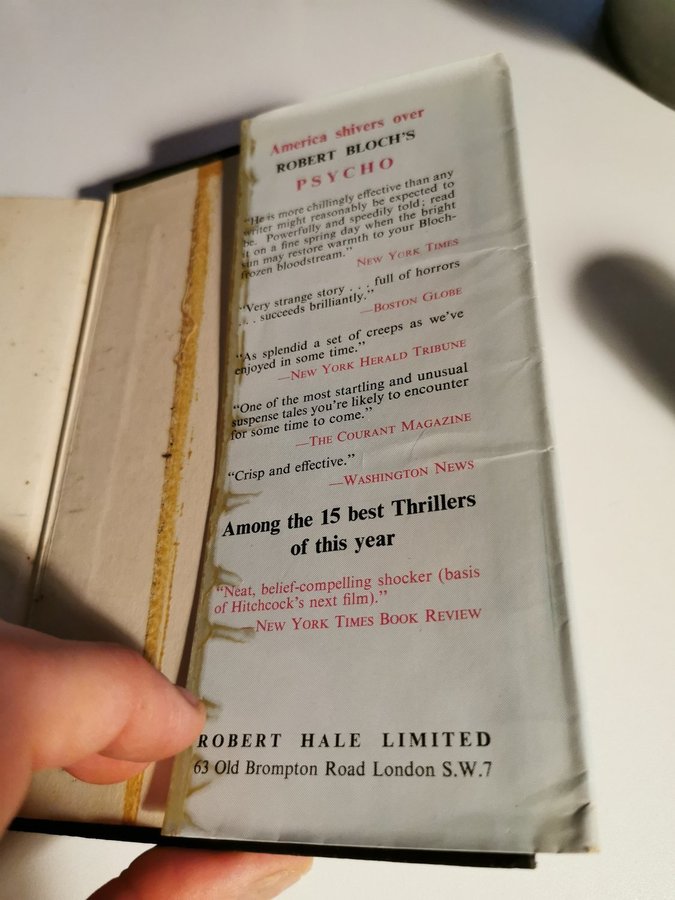 America shivers over
ROBERT BLOCH'S
PSYCHO
"He is more chillingly effective than any
writer might reasonably be expected to
be. Powerfully and speedily told; read
it on a fine spring day when the bright
sun may restore warmth to your Bloch-
frozen bloodstream."
NEW YORK TIMES
"Very strange story . . . full of horrors
. . . succeeds brilliantly."
—BOSTON GLOBE
"As splendid a set of creeps as we've
enjoyed in some time."
—NEW YORK HERALD TRIBUNE
"One of the most startling and unusual
suspense tales you're likely to encounter
for some time to come."
—THE COURANT MAGAZINE
"Crisp and effective."
—WASHINGTON NEWS
Among the 15 best Thrillers
of this year
"Neat, belief-compelling shocker (basis
of Hitchcock's next film)."
—NEW YORK TIMES BOOK REVIEW
ROBERT HALE LIMITED
63 Old Brompton Road London S.W.7